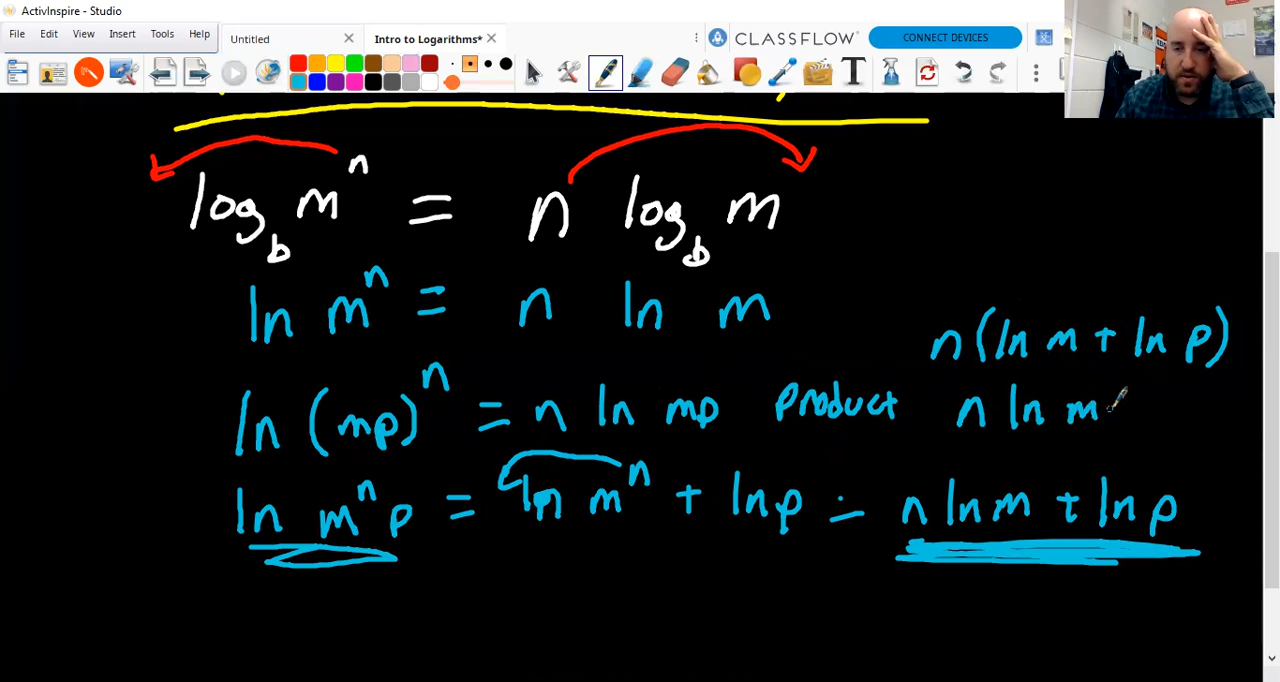 ActivInspire - Studio
File Edit View Insert Tools Help
Untitled
Intro to Logarithms*
CLASSFLOW
CONNECT DEVICES
T
log_b m^n = n log_b m
ln m^n = n ln m
n(ln m + ln p)
ln (mp)^n = n ln mp product n ln m
ln m^n p = ln m^n + ln p = n ln m + ln p